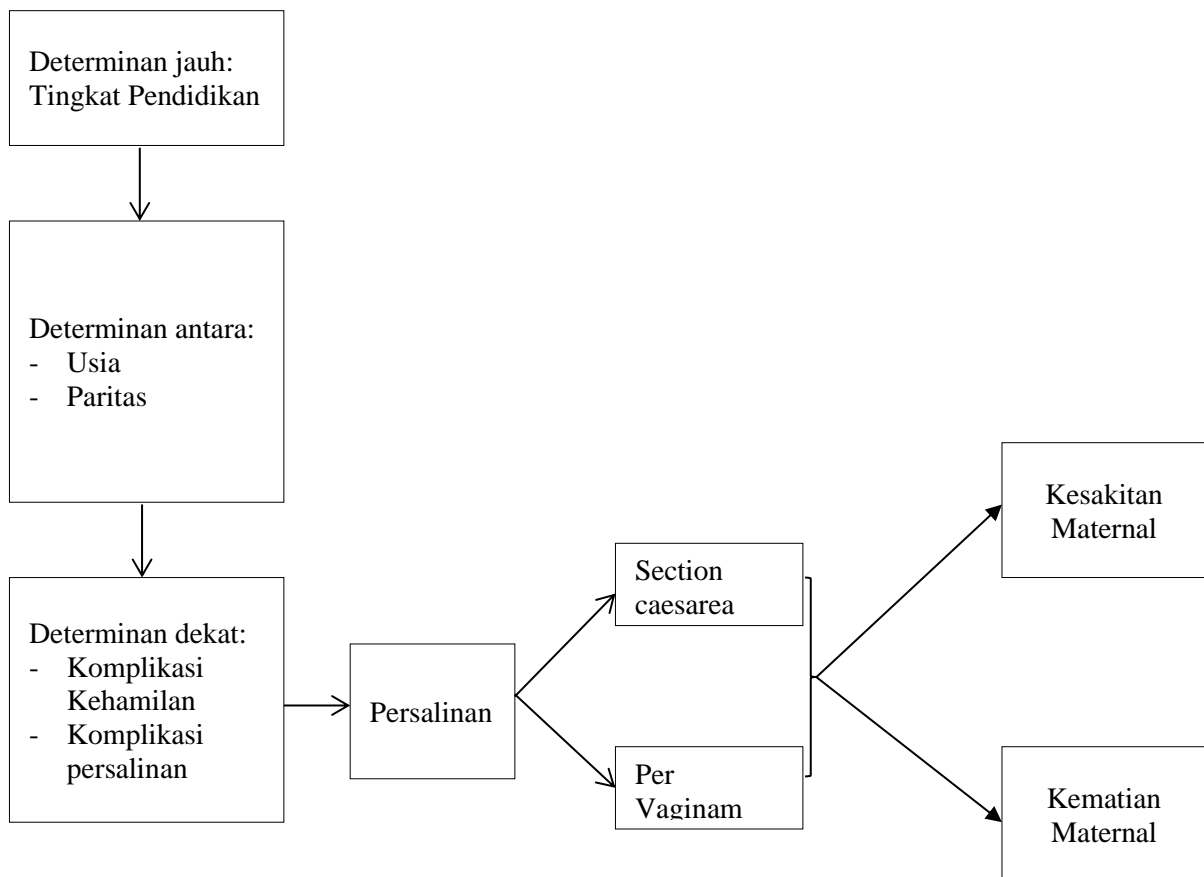 Determinan jauh:
Tingkat Pendidikan
Determinan antara:
- Usia
- Paritas
Determinan dekat:
- Komplikasi
Kehamilan
- Komplikasi
persalinan
Persalinan
Section
caesarea
Per
Vaginam
Kesakitan
Maternal
Kematian
Maternal